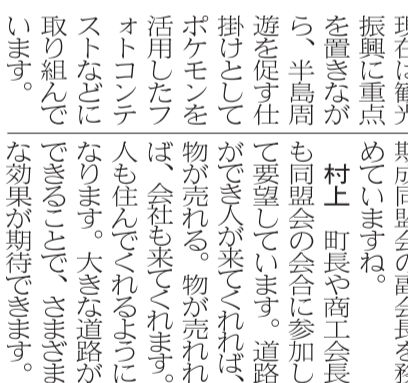 現在は観光
振興に重点
を置きなが
ら、半島周
遊を促す仕
掛けとして
ポケモンを
活用したフ
ォトコンテ
ストなどに
取り組んで
います。
期成同盟会の副会長を務
めていますね。
村上 町長や商工会長
も同盟会の会合に参加し
て要望しています。道路
ができ人が来てくれれば、
物が売れる。物が売れれ
ば、会社も来てくれます。
人も住んでくれるように
なります。大きな道路が
できることで、さまざま
な効果が期待できます。